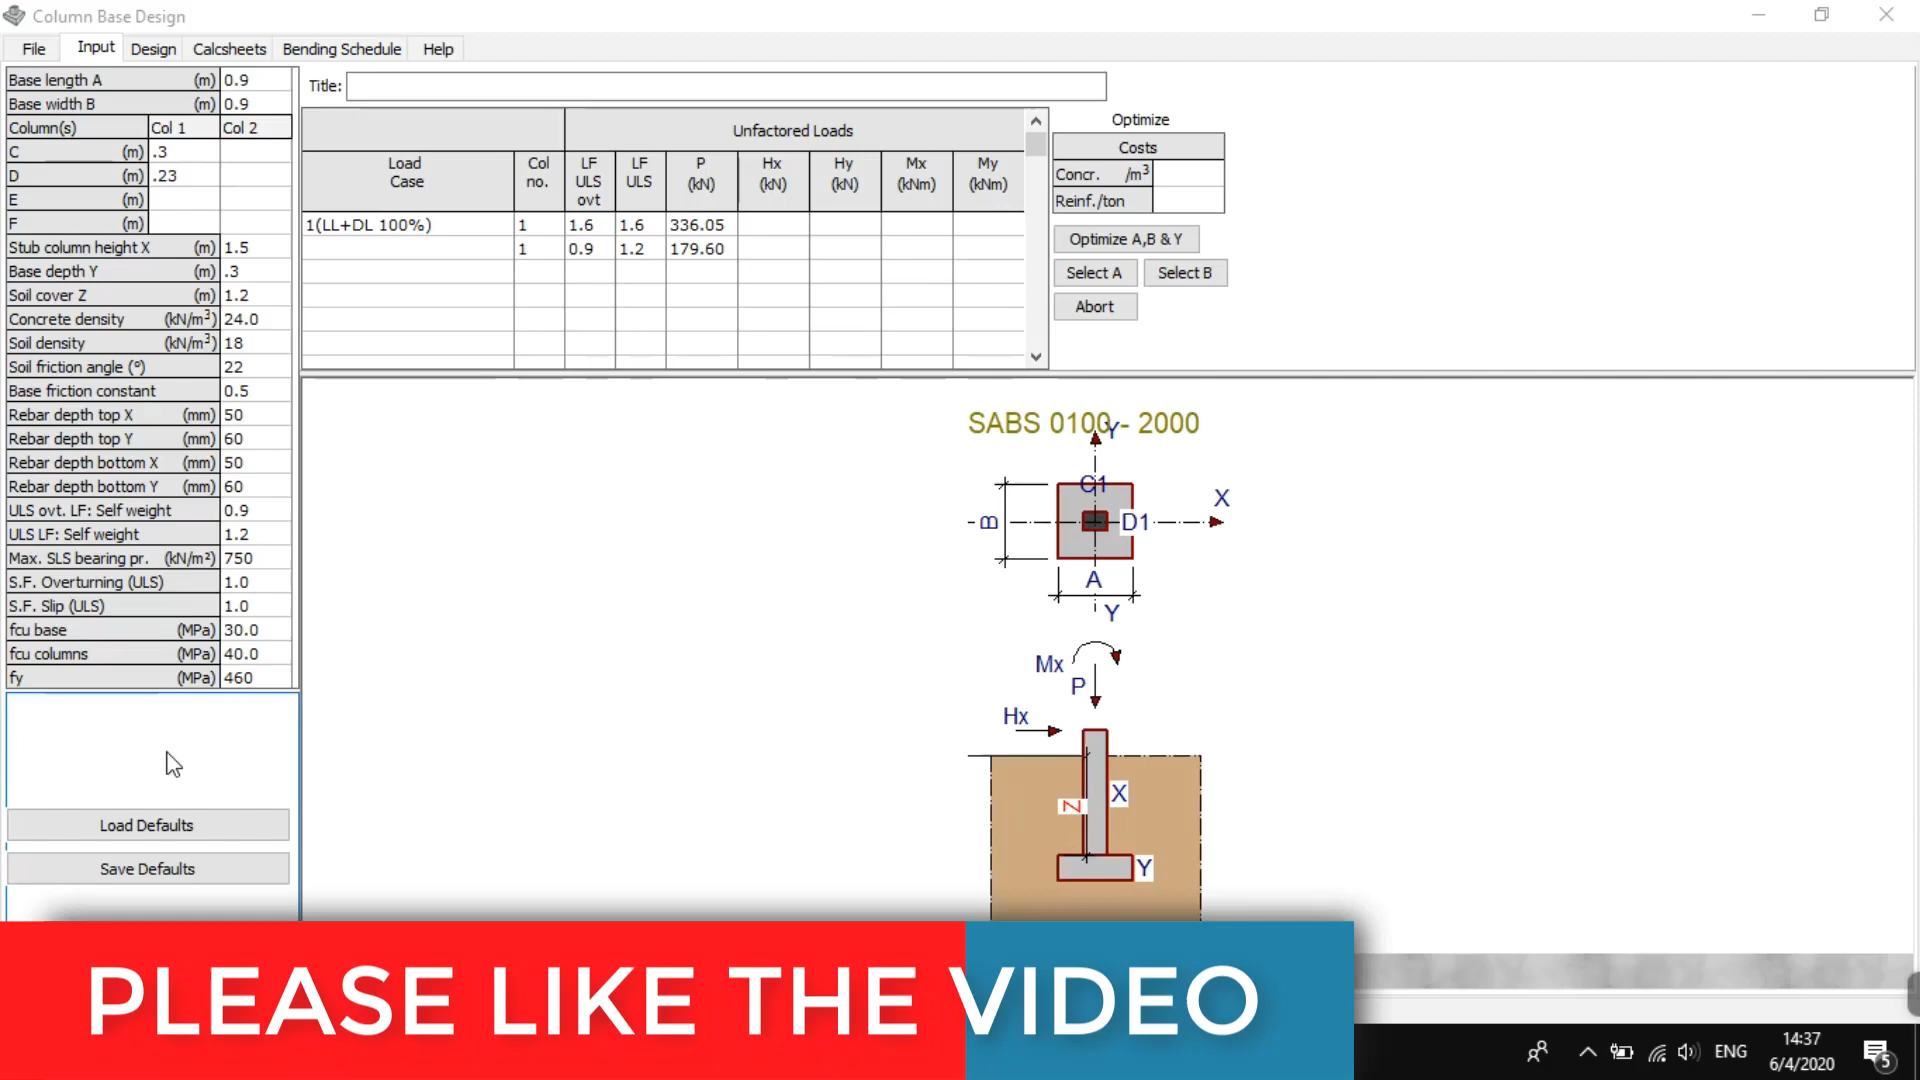 Column Base Design
File Input Design Calcsheets Bending Schedule Help
Base length A (m) 0.9
Base width B (m) 0.9
Column(s) Col 1 Col 2
C (m) .3
D (m) .23
E (m)
F (m)
Stub column height X (m) 1.5
Base depth Y (m) .3
Soil cover Z (m) 1.2
Concrete density (kN/m³) 24.0
Soil density (kN/m³) 18
Soil friction angle (°) 22
Base friction constant 0.5
Rebar depth top X (mm) 50
Rebar depth top Y (mm) 60
Rebar depth bottom X (mm) 50
Rebar depth bottom Y (mm) 60
ULS ovt. LF: Self weight 0.9
ULS LF: Self weight 1.2
Max. SLS bearing pr. (kN/m²) 750
S.F. Overturning (ULS) 1.0
S.F. Slip (ULS) 1.0
fcu base (MPa) 30.0
fcu columns (MPa) 40.0
fy (MPa) 460
Load Defaults
Save Defaults
Title:
Unfactored Loads
Load Case
Col no.
LF ULS ovt
LF ULS
P (kN)
Hx (kN)
Hy (kN)
Mx (kNm)
My (kNm)
1(LL+DL 100%) 1 1.6 1.6 336.05
1 0.9 1.2 179.60
Optimize
Costs
Concr. /m³
Reinf./ton
Optimize A,B & Y
Select A Select B
Abort
SABS 0100 - 2000
Y
C1
X
B
D1
A
Y
Mx
P
Hx
Z
X
Y
PLEASE LIKE THE VIDEO
ENG
14:37
6/4/2020
5